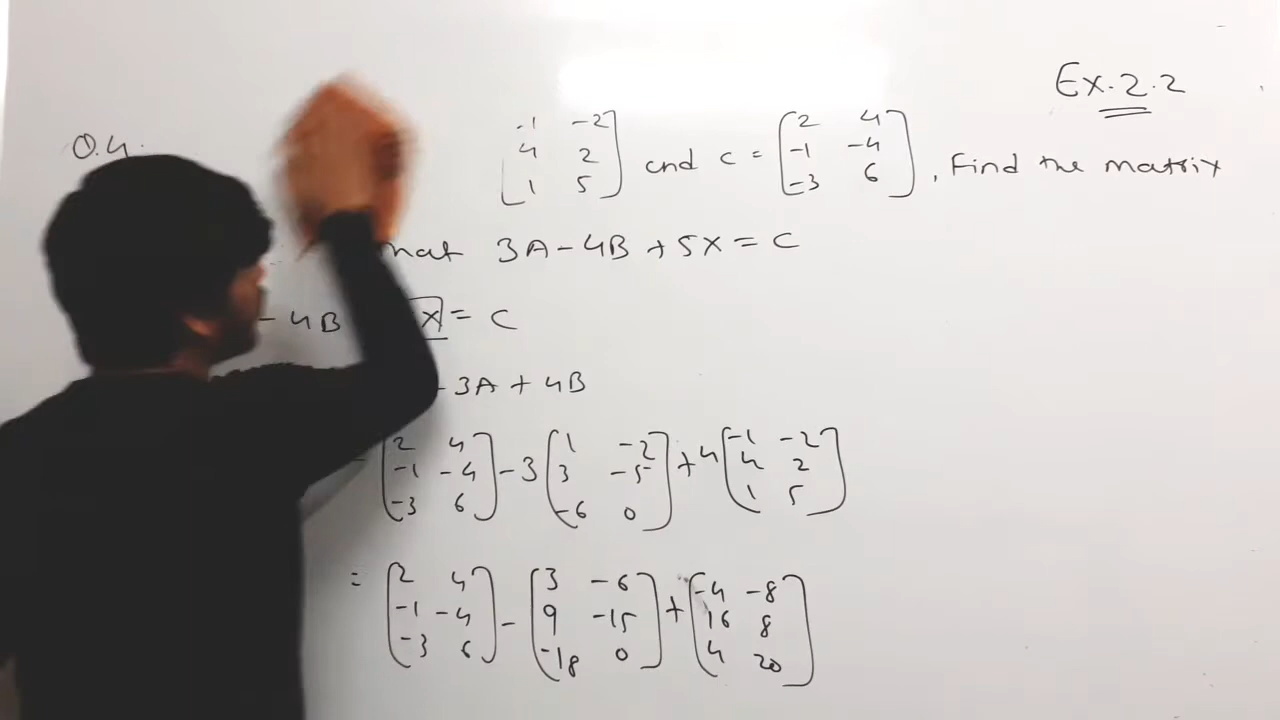 Ex. 2.2
Q.4. [-1 -2; 4 2; 1 5] and C = [2 4; -1 -4; -3 6], Find the matrix
hat 3A - 4B + 5X = C
- 4B X = C
- 3A + 4B
= [2 4; -1 -4; -3 6] - 3 [1 -2; 3 -5; -6 0] + 4 [-1 -2; 4 2; 1 5]
= [2 4; -1 -4; -3 6] - [3 -6; 9 -15; -18 0] + [-4 -8; 16 8; 4 20]